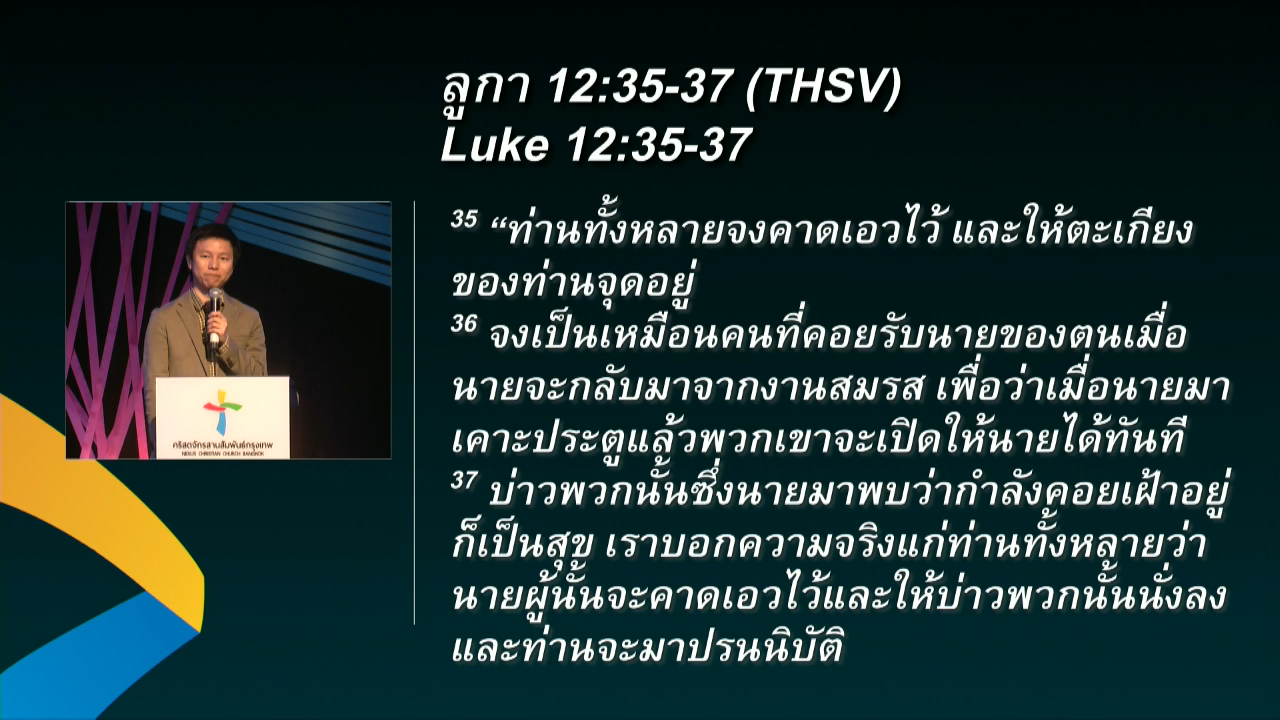 ลูกา 12:35-37 (THSV)
Luke 12:35-37
35 “ท่านทั้งหลายจงคาดเอวไว้ และให้ตะเกียง
ของท่านจุดอยู่
36 จงเป็นเหมือนคนที่คอยรับนายของตนเมื่อ
นายจะกลับมาจากงานสมรส เพื่อว่าเมื่อนายมา
เคาะประตูแล้วพวกเขาจะเปิดให้นายได้ทันที
37 บ่าวพวกนั้นซึ่งนายมาพบว่ากำลังคอยเฝ้าอยู่
ก็เป็นสุข เราบอกความจริงแก่ท่านทั้งหลายว่า
นายผู้นั้นจะคาดเอวไว้และให้บ่าวพวกนั้นนั่งลง
และท่านจะมาปรนนิบัติ
คริสตจักรสานสัมพันธ์กรุงเทพ
NEXUS CHRISTIAN CHURCH BANGKOK